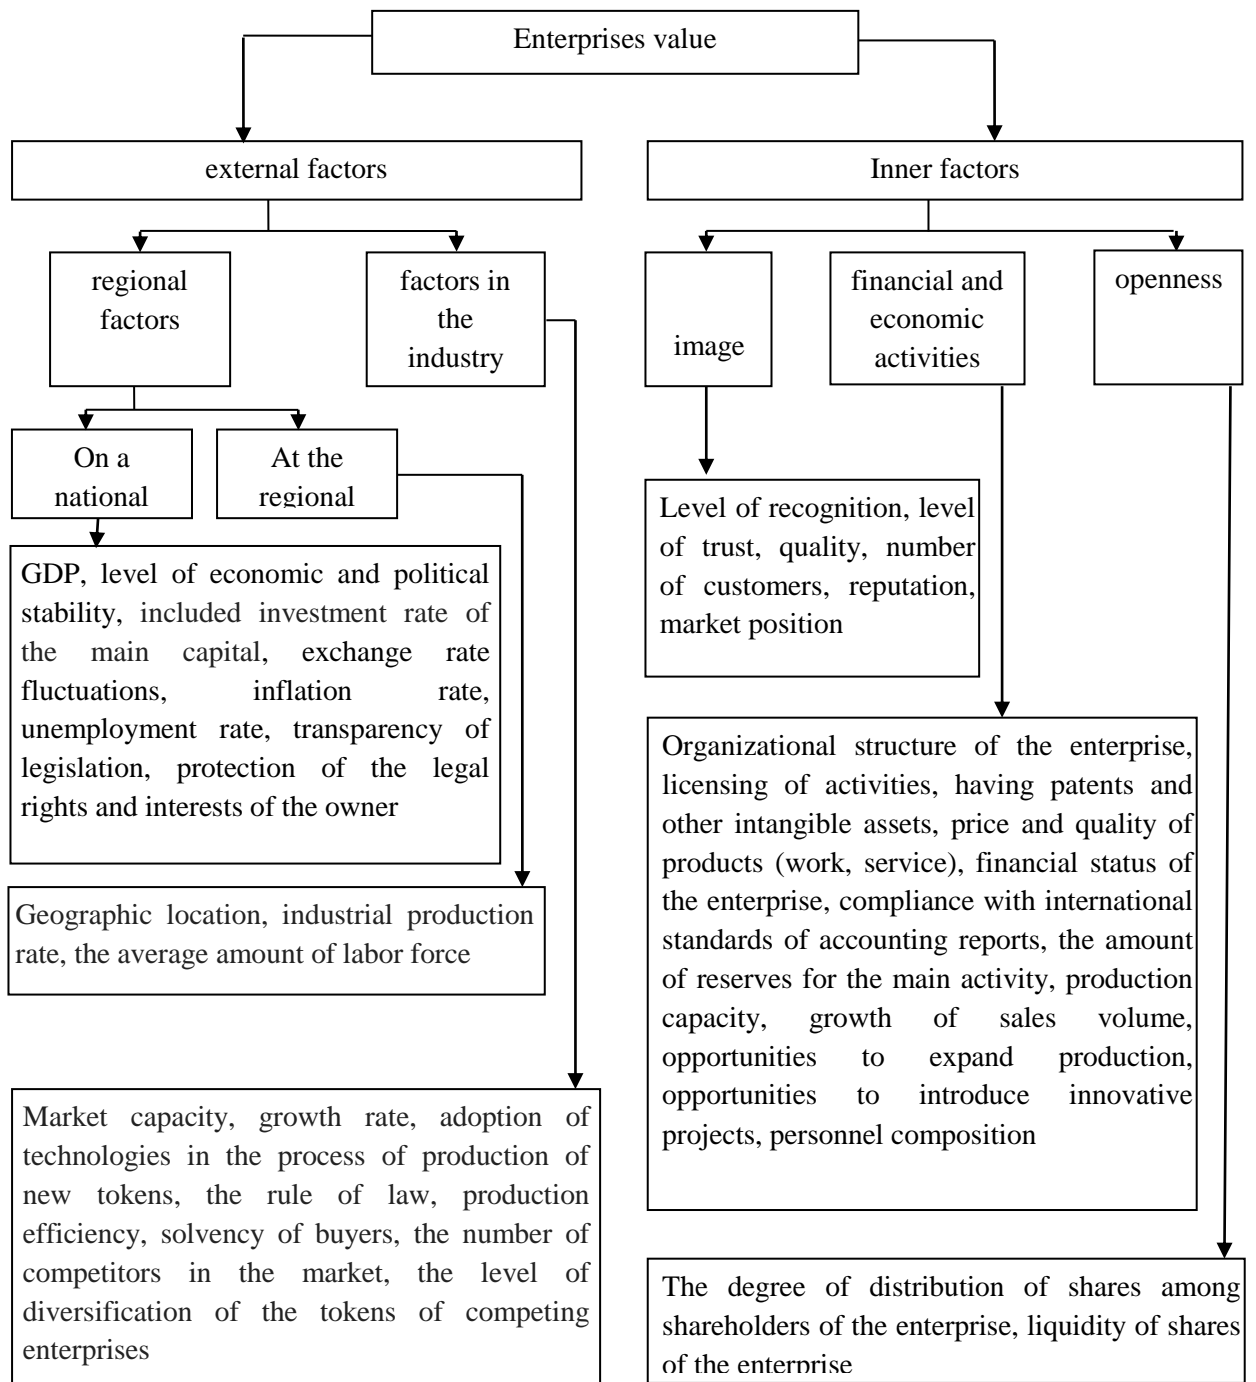 Enterprises value
external factors
Inner factors
regional
factors
factors in
the
industry
image
financial and
economic
activities
openness
On a
national
At the
regional
Level of recognition, level
of trust, quality, number
of customers, reputation,
market position
GDP, level of economic and political
stability, included investment rate of
the main capital, exchange rate
fluctuations, inflation rate,
unemployment rate, transparency of
legislation, protection of the legal
rights and interests of the owner
Organizational structure of the enterprise,
licensing of activities, having patents and
other intangible assets, price and quality of
products (work, service), financial status of
the enterprise, compliance with international
standards of accounting reports, the amount
of reserves for the main activity, production
capacity, growth of sales volume,
opportunities to expand production,
opportunities to introduce innovative
projects, personnel composition
Geographic location, industrial production
rate, the average amount of labor force
Market capacity, growth rate, adoption of
technologies in the process of production of
new tokens, the rule of law, production
efficiency, solvency of buyers, the number of
competitors in the market, the level of
diversification of the tokens of competing
enterprises
The degree of distribution of shares among
shareholders of the enterprise, liquidity of shares
of the enterprise